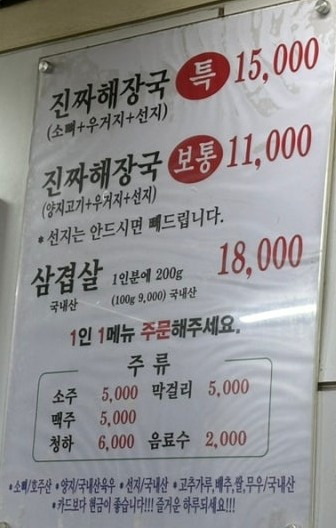 진짜해장국 특 15,000
(소뼈+우거지+선지)
진짜해장국 보통 11,000
(양지고기+우거지+선지)
* 선지는 안드시면 빼드립니다.
삼겹살 1인분에 200g 18,000
국내산 (100g 9,000) 국내산
1인 1메뉴 주문해주세요.
주 류
소주 5,000 막걸리 5,000
맥주 5,000
청하 6,000 음료수 2,000
•소뼈/호주산 •양지/국내산육우 •선지/국내산 •고추가루,배추,쌀,무우/국내산
•카드보다 현금이 좋습니다!!! 즐거운 하루되세요!!!